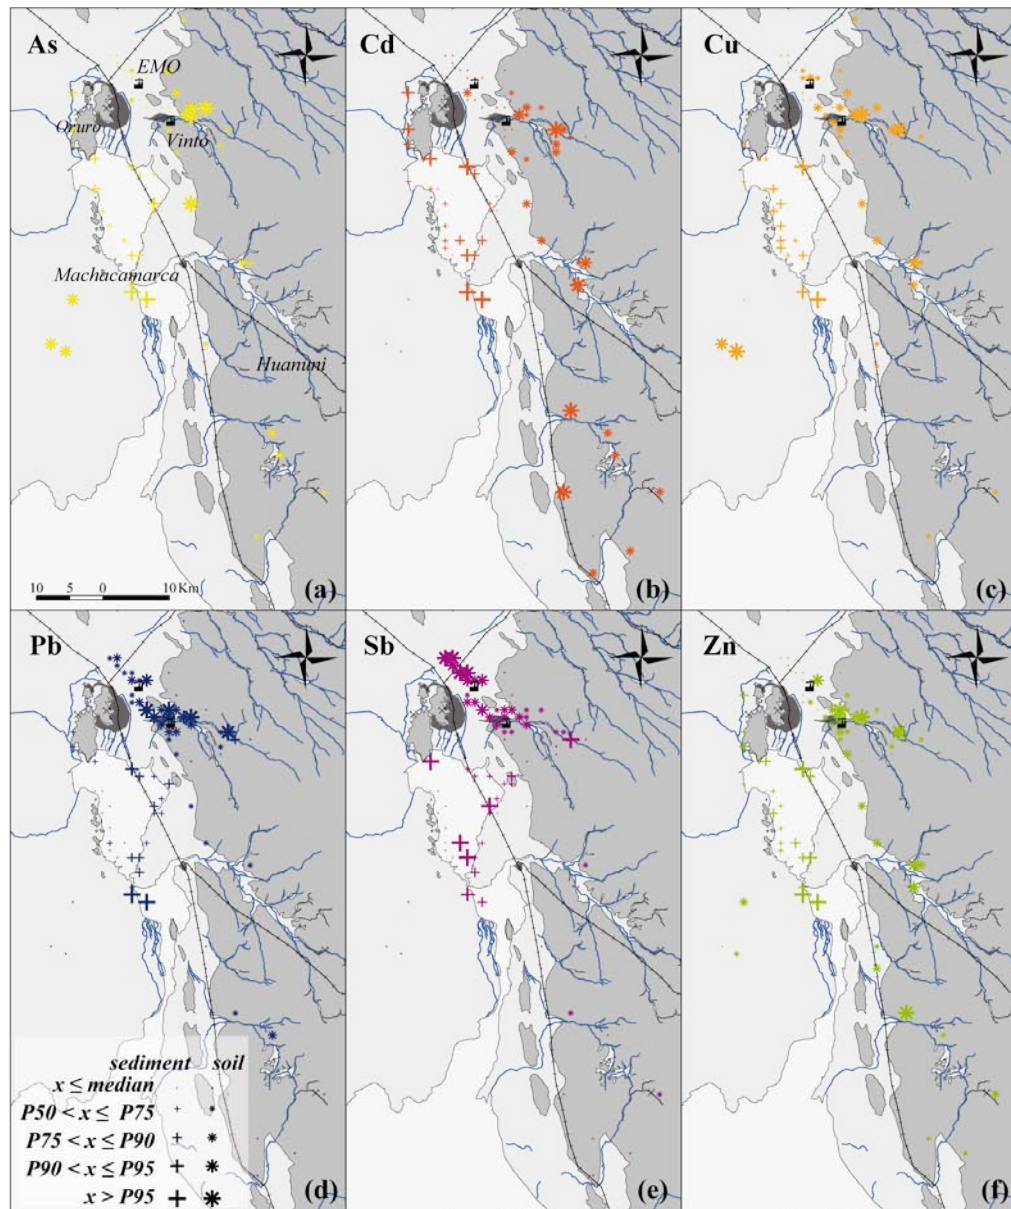 As
EMO
Oruro
Vinto
Machacamarca
Huanuni
10 5 0 10 Km
(a)
Cd
(b)
Cu
(c)
Pb
sediment soil
x ≤ median
P50 < x ≤ P75
P75 < x ≤ P90
P90 < x ≤ P95
x > P95
(d)
Sb
(e)
Zn
(f)